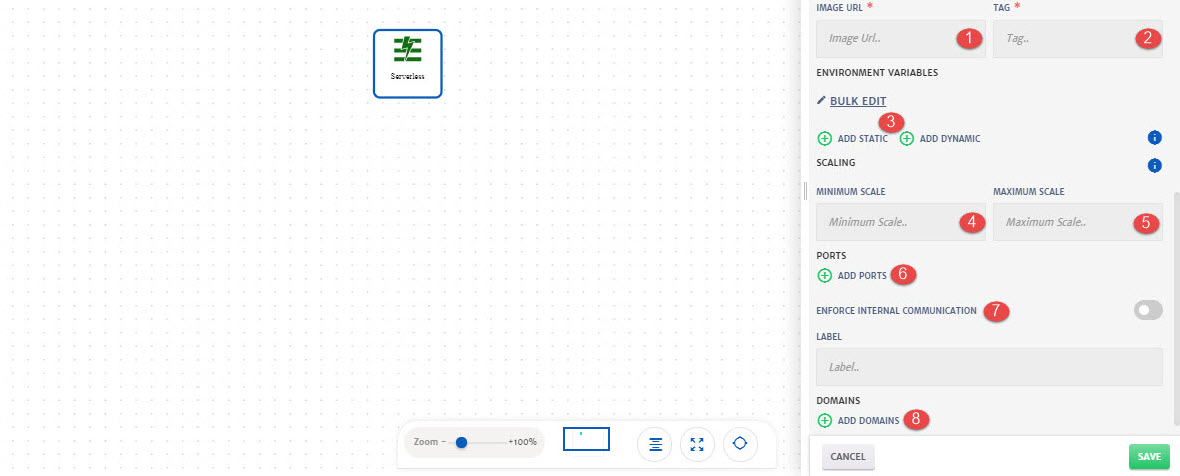 Serverless
Zoom - +100%
IMAGE URL * TAG *
Image Url.. 1 Tag.. 2
ENVIRONMENT VARIABLES
BULK EDIT
3
ADD STATIC ADD DYNAMIC
SCALING
MINIMUM SCALE MAXIMUM SCALE
Minimum Scale.. 4 Maximum Scale.. 5
PORTS
ADD PORTS 6
ENFORCE INTERNAL COMMUNICATION 7
LABEL
Label..
DOMAINS
ADD DOMAINS 8
CANCEL SAVE